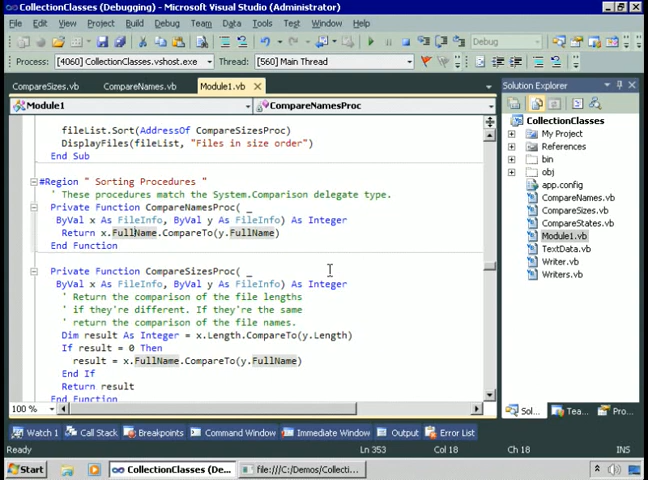 CollectionClasses (Debugging) - Microsoft Visual Studio (Administrator)
File Edit View Project Build Debug Team Data Tools Test Window Help
Debug
Process: [4060] CollectionClasses.vshost.exe Thread: [560] Main Thread
CompareSizes.vb CompareNames.vb Module1.vb
Module1 CompareNamesProc
fileList.Sort(AddressOf CompareSizesProc)
DisplayFiles(fileList, "Files in size order")
End Sub
#Region " Sorting Procedures "
' These procedures match the System.Comparison delegate type.
Private Function CompareNamesProc( _
ByVal x As FileInfo, ByVal y As FileInfo) As Integer
Return x.FullName.CompareTo(y.FullName)
End Function
Private Function CompareSizesProc( _
ByVal x As FileInfo, ByVal y As FileInfo) As Integer
' Return the comparison of the file lengths
' if they're different. If they're the same
' return the comparison of the file names.
Dim result As Integer = x.Length.CompareTo(y.Length)
If result = 0 Then
result = x.FullName.CompareTo(y.FullName)
End If
Return result
End Function
100 %
Solution Explorer
CollectionClasses
My Project
References
bin
obj
app.config
CompareNames.vb
CompareSizes.vb
CompareStates.vb
Module1.vb
TextData.vb
Writer.vb
Writers.vb
Sol... Tea... Pro...
Watch 1 Call Stack Breakpoints Command Window Immediate Window Output Error List
Ready Ln 353 Col 18 Ch 18 INS
Start CollectionClasses (De... file:///C:/Demos/Collecti...